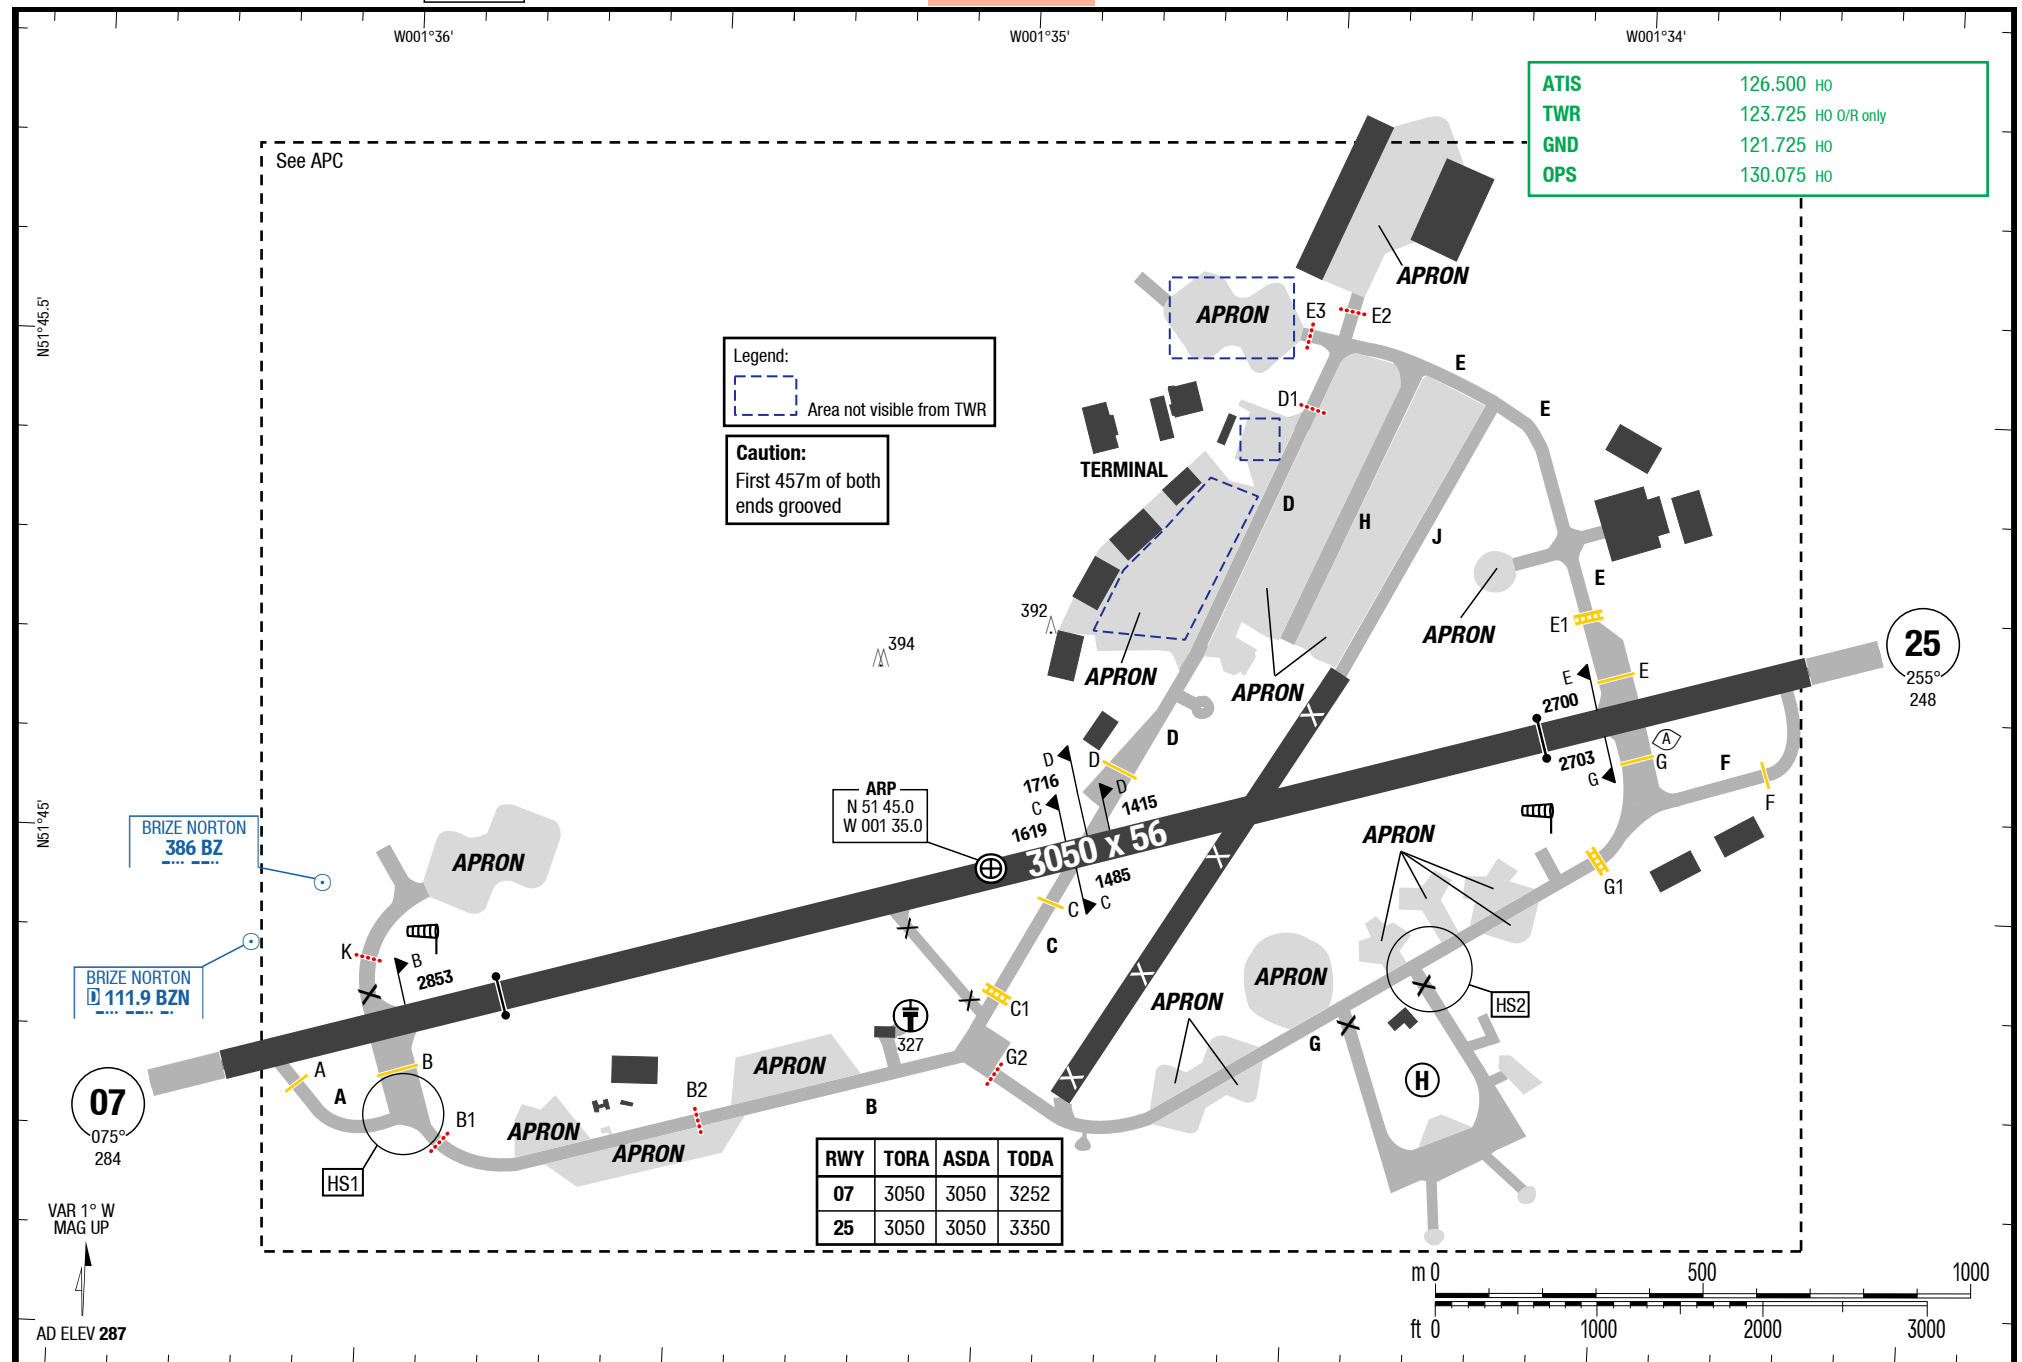 W001°36'
W001°35'
W001°34'
ATIS 126.500 HO
TWR 123.725 HO O/R only
GND 121.725 HO
OPS 130.075 HO
See APC
N51°45.5'
N51°45'
Legend:
Area not visible from TWR
Caution:
First 457m of both
ends grooved
APRON
APRON
E3
E2
E
E
D1
TERMINAL
D
H
J
E
E1
APRON
392
394
APRON
APRON
E
E
25
255°
248
2700
2703
A
G
G
F
F
D
D
D
1716
C
1619
D
1415
ARP
N 51 45.0
W 001 35.0
3050 x 56
1485
C
C
C
C1
BRIZE NORTON
386 BZ
BRIZE NORTON
D 111.9 BZN
APRON
K
B
2853
APRON
G1
APRON
APRON
HS2
327
G2
G
H
07
075°
284
A
A
B
B1
HS1
APRON
APRON
APRON
B2
B
RWY TORA ASDA TODA
07 3050 3050 3252
25 3050 3050 3350
VAR 1° W
MAG UP
AD ELEV 287
m 0 500 1000
ft 0 1000 2000 3000